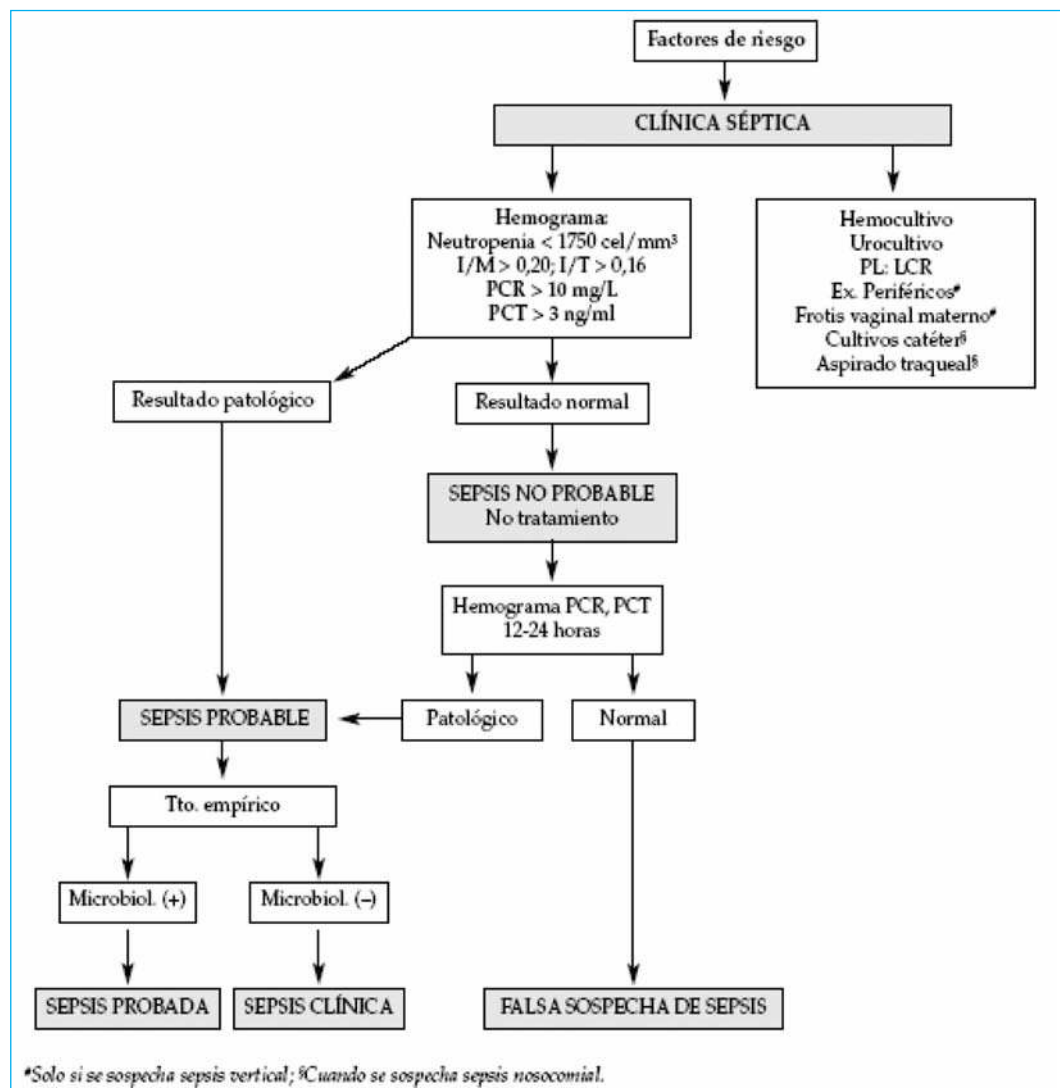 Factores de riesgo
CLÍNICA SÉPTICA
Hemograma:
Neutropenia < 1750 cel/mm³
I/M > 0,20; I/T > 0,16
PCR > 10 mg/L
PCT > 3 ng/ml
Hemocultivo
Urocultivo
PL: LCR
Ex. Periféricos#
Frotis vaginal materno#
Cultivos catéter§
Aspirado traqueal§
Resultado patológico
Resultado normal
SEPSIS NO PROBABLE
No tratamiento
Hemograma PCR, PCT
12-24 horas
SEPSIS PROBABLE
Patológico
Normal
Tto. empírico
Microbiol. (+)
Microbiol. (–)
SEPSIS PROBADA
SEPSIS CLÍNICA
FALSA SOSPECHA DE SEPSIS
#Solo si se sospecha sepsis vertical; §Cuando se sospecha sepsis nosocomial.